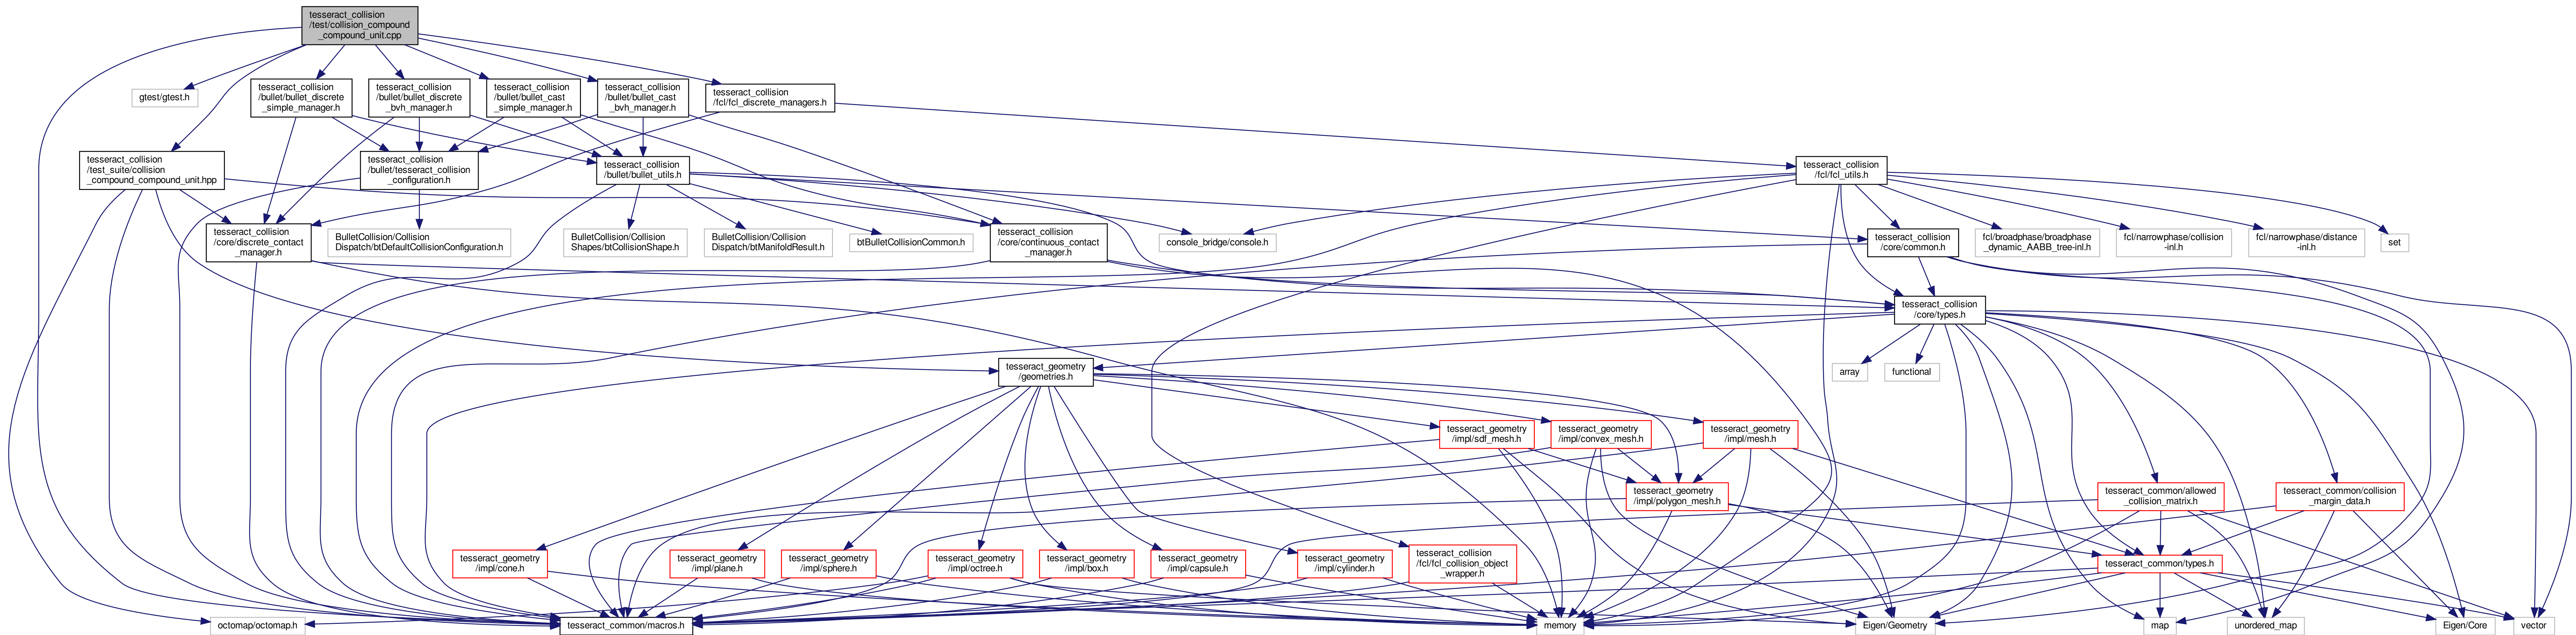 tesseract_collision
/test/collision_compound
_compound_unit.cpp
gtest/gtest.h
tesseract_collision
/bullet/bullet_discrete
_simple_manager.h
tesseract_collision
/bullet/bullet_discrete
_bvh_manager.h
tesseract_collision
/bullet/bullet_cast
_simple_manager.h
tesseract_collision
/bullet/bullet_cast
_bvh_manager.h
tesseract_collision
/fcl/fcl_discrete_managers.h
tesseract_collision
/test_suite/collision
_compound_compound_unit.hpp
tesseract_collision
/bullet/tesseract_collision
_configuration.h
tesseract_collision
/bullet/bullet_utils.h
tesseract_collision
/fcl/fcl_utils.h
tesseract_collision
/core/discrete_contact
_manager.h
BulletCollision/Collision
Dispatch/btDefaultCollisionConfiguration.h
BulletCollision/Collision
Shapes/btCollisionShape.h
BulletCollision/Collision
Dispatch/btManifoldResult.h
btBulletCollisionCommon.h
tesseract_collision
/core/continuous_contact
_manager.h
console_bridge/console.h
tesseract_collision
/core/common.h
fcl/broadphase/broadphase
_dynamic_AABB_tree-inl.h
fcl/narrowphase/collision
-inl.h
fcl/narrowphase/distance
-inl.h
set
tesseract_collision
/core/types.h
tesseract_geometry
/geometries.h
array
functional
tesseract_geometry
/impl/sdf_mesh.h
tesseract_geometry
/impl/convex_mesh.h
tesseract_geometry
/impl/mesh.h
tesseract_geometry
/impl/polygon_mesh.h
tesseract_common/allowed
_collision_matrix.h
tesseract_common/collision
_margin_data.h
tesseract_geometry
/impl/cone.h
tesseract_geometry
/impl/plane.h
tesseract_geometry
/impl/sphere.h
tesseract_geometry
/impl/octree.h
tesseract_geometry
/impl/box.h
tesseract_geometry
/impl/capsule.h
tesseract_geometry
/impl/cylinder.h
tesseract_collision
/fcl/fcl_collision_object
_wrapper.h
tesseract_common/types.h
octomap/octomap.h
tesseract_common/macros.h
memory
Eigen/Geometry
map
unordered_map
Eigen/Core
vector